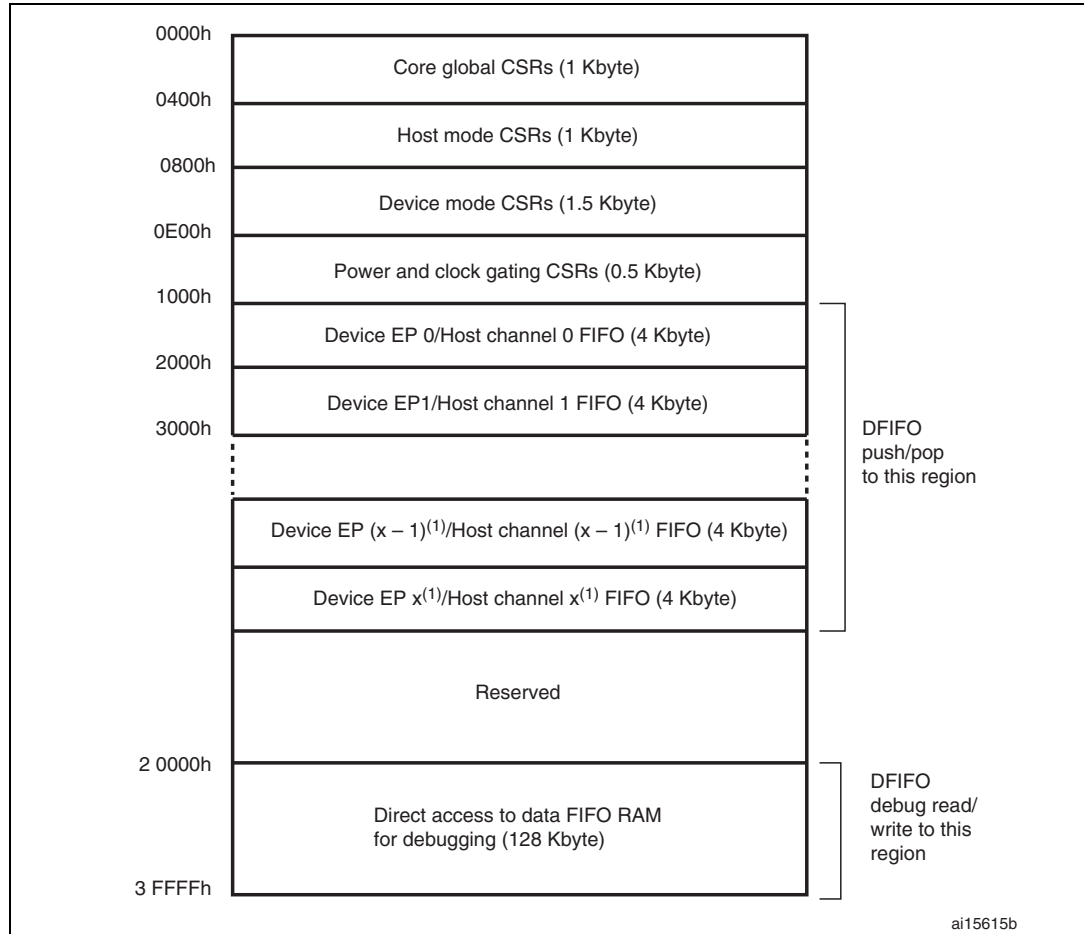 0000h
Core global CSRs (1 Kbyte)
0400h
Host mode CSRs (1 Kbyte)
0800h
Device mode CSRs (1.5 Kbyte)
0E00h
Power and clock gating CSRs (0.5 Kbyte)
1000h
Device EP 0/Host channel 0 FIFO (4 Kbyte)
2000h
Device EP1/Host channel 1 FIFO (4 Kbyte)
3000h
DFIFO
push/pop
to this region
Device EP (x – 1)(1)/Host channel (x – 1)(1) FIFO (4 Kbyte)
Device EP x(1)/Host channel x(1) FIFO (4 Kbyte)
Reserved
2 0000h
Direct access to data FIFO RAM
for debugging (128 Kbyte)
DFIFO
debug read/
write to this
region
3 FFFFh
ai15615b